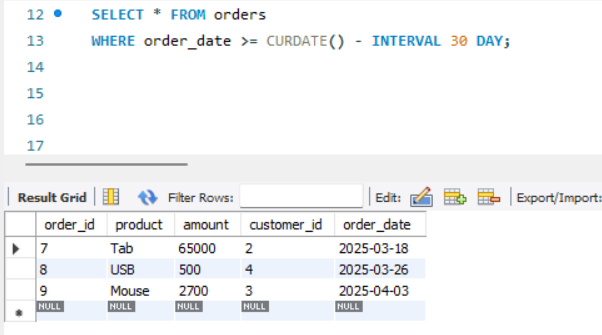 12 SELECT * FROM orders
13 WHERE order_date >= CURDATE() - INTERVAL 30 DAY;
14
15
16
17
Result Grid Filter Rows: Edit: Export/Import:
order_id product amount customer_id order_date
7 Tab 65000 2 2025-03-18
8 USB 500 4 2025-03-26
9 Mouse 2700 3 2025-04-03
NULL NULL NULL NULL NULL